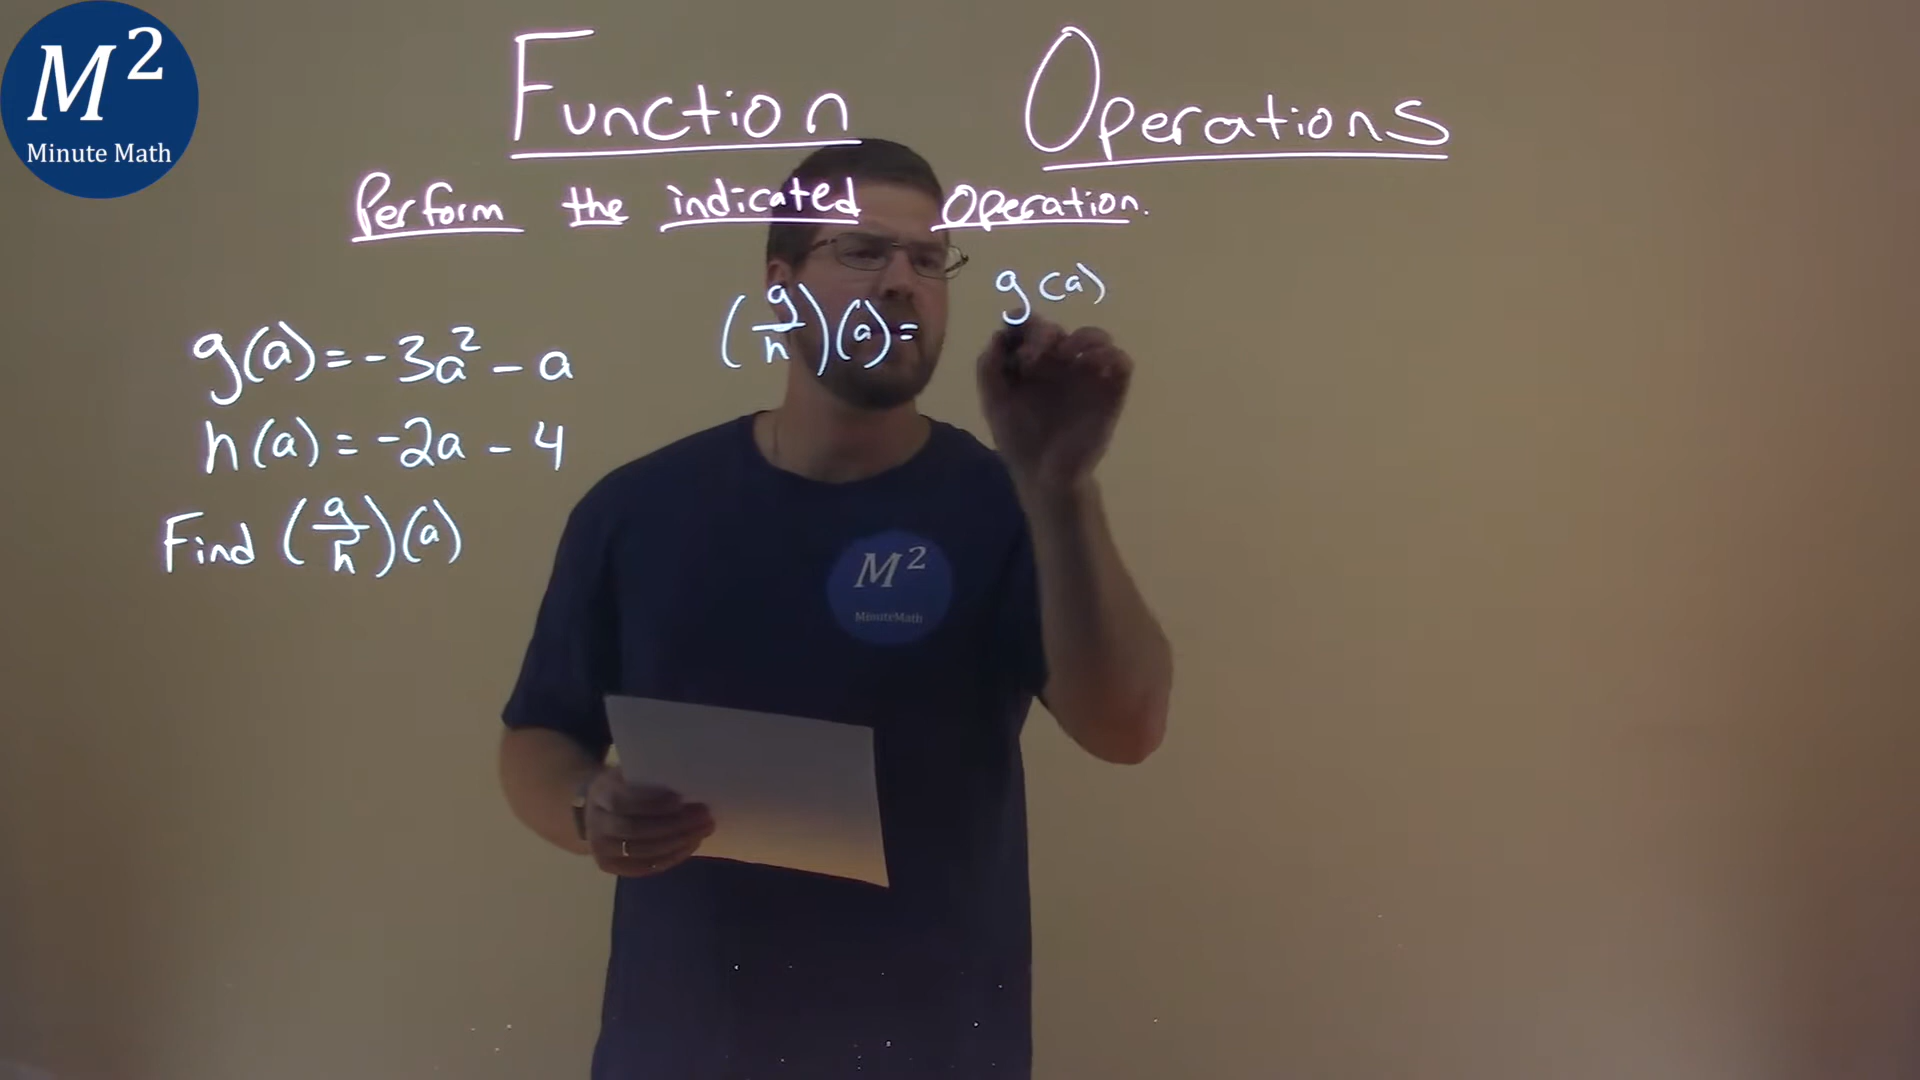 M²
Minute Math
Function Operations
Perform the indicated operation.
g(a) = -3a² - a
h(a) = -2a - 4
Find (g/h)(a)
(g/h)(a) = g(a)
M²
MinuteMath